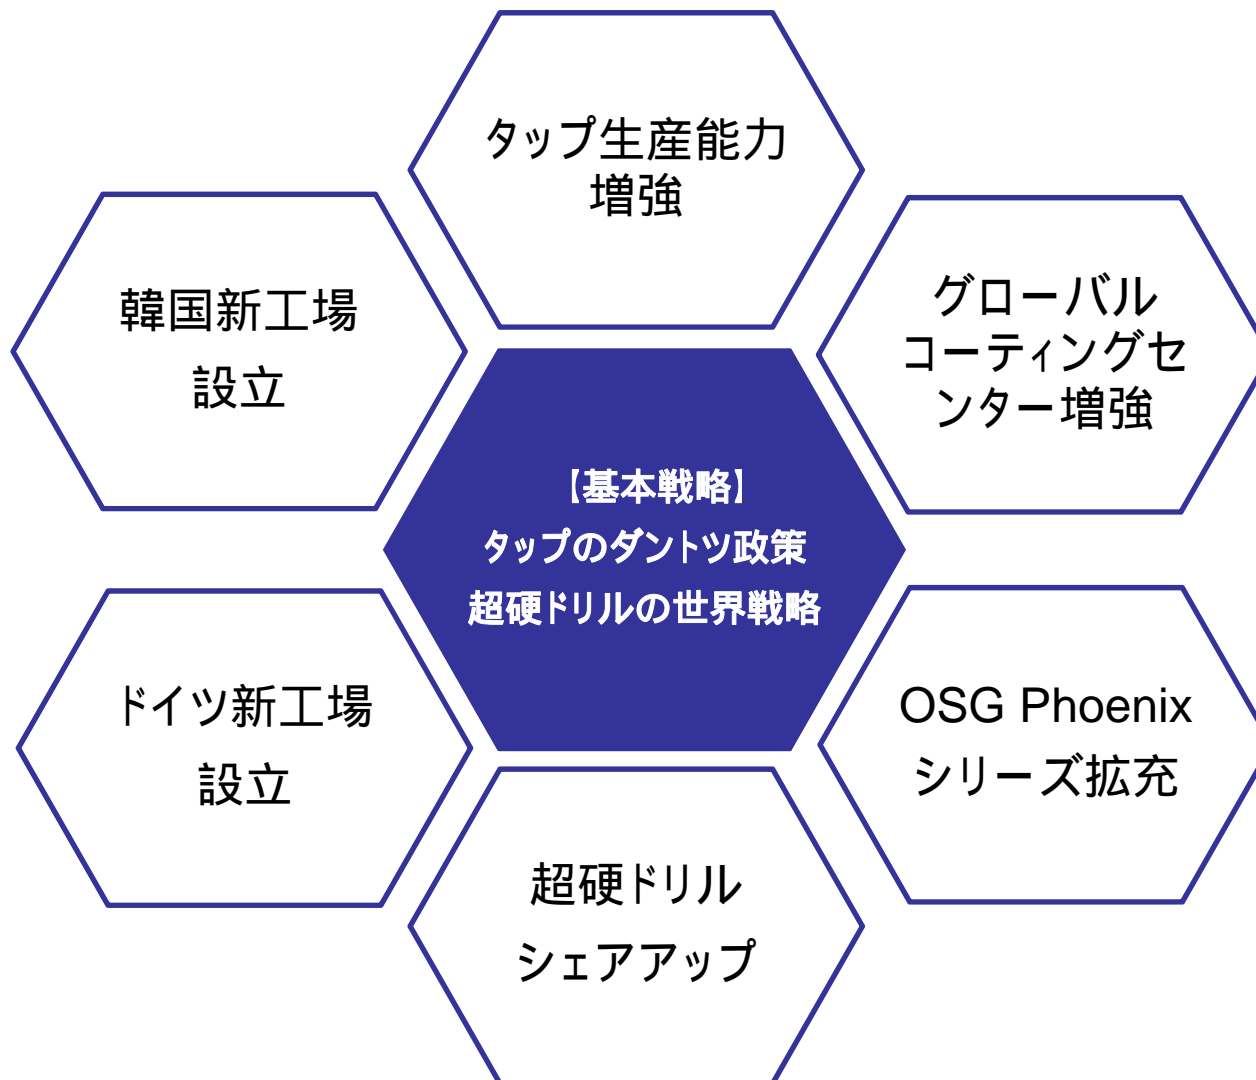 タップ生産能力
増強
韓国新工場
設立
グローバル
コーティングセ
ンター増強
【基本戦略】
タップのダントツ政策
超硬ドリルの世界戦略
ドイツ新工場
設立
OSG Phoenix
シリーズ拡充
超硬ドリル
シェアアップ